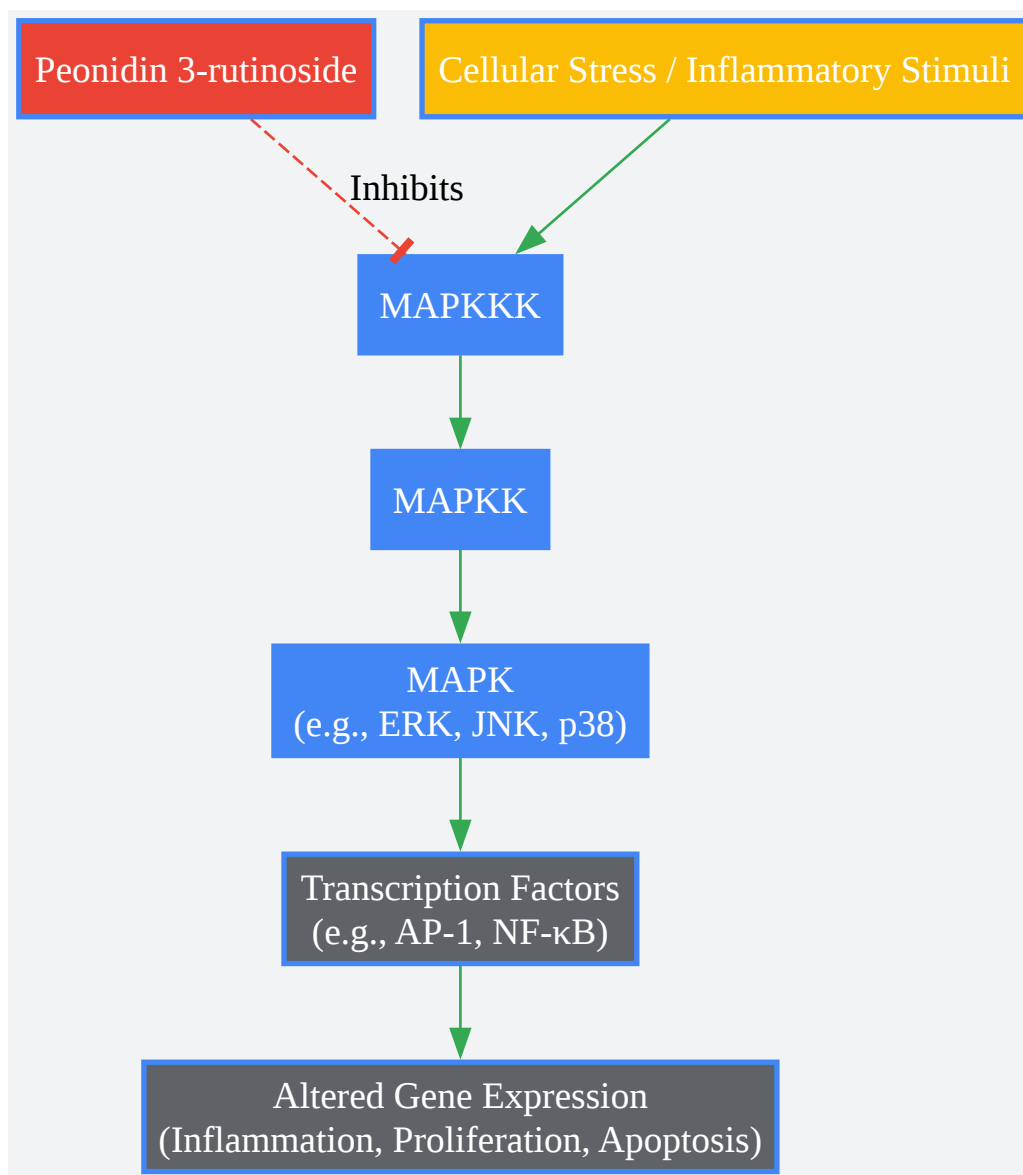 Peonidin 3-rutinoside
Cellular Stress / Inflammatory Stimuli
Inhibits
MAPKKK
MAPKK
MAPK
(e.g., ERK, JNK, p38)
Transcription Factors
(e.g., AP-1, NF-κB)
Altered Gene Expression
(Inflammation, Proliferation, Apoptosis)